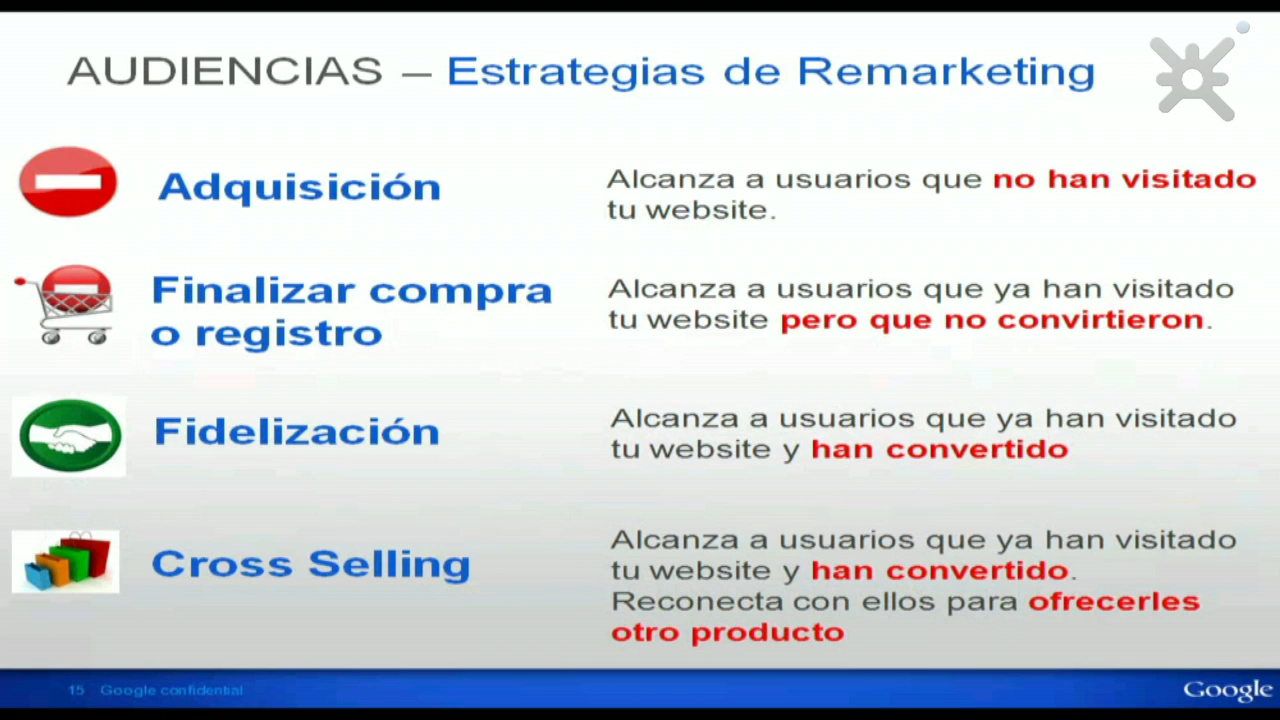 AUDIENCIAS – Estrategias de Remarketing
Adquisición
Alcanza a usuarios que no han visitado
tu website.
Finalizar compra
o registro
Alcanza a usuarios que ya han visitado
tu website pero que no convirtieron.
Fidelización
Alcanza a usuarios que ya han visitado
tu website y han convertido
Cross Selling
Alcanza a usuarios que ya han visitado
tu website y han convertido.
Reconecta con ellos para ofrecerles
otro producto
15 Google confidential
Google